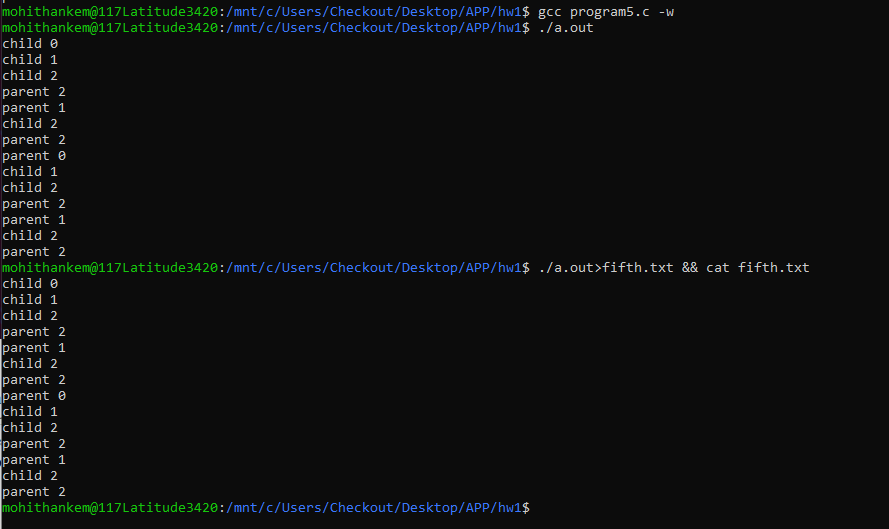 mohithankem@117Latitude3420:/mnt/c/Users/Checkout/Desktop/APP/hw1$ gcc program5.c -w
mohithankem@117Latitude3420:/mnt/c/Users/Checkout/Desktop/APP/hw1$ ./a.out
child 0
child 1
child 2
parent 2
parent 1
child 2
parent 2
parent 0
child 1
child 2
parent 2
parent 1
child 2
parent 2
mohithankem@117Latitude3420:/mnt/c/Users/Checkout/Desktop/APP/hw1$ ./a.out>fifth.txt && cat fifth.txt
child 0
child 1
child 2
parent 2
parent 1
child 2
parent 2
parent 0
child 1
child 2
parent 2
parent 1
child 2
parent 2
mohithankem@117Latitude3420:/mnt/c/Users/Checkout/Desktop/APP/hw1$